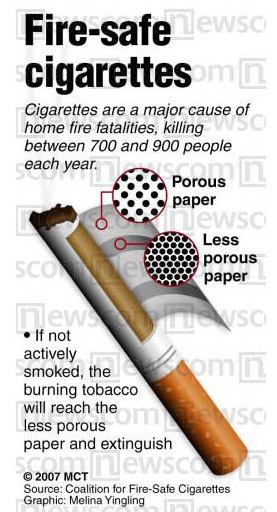 Fire-safe
cigarettes
Cigarettes are a major cause of
home fire fatalities, killing
between 700 and 900 people
each year.
Porous
paper
Less
porous
paper
• If not
actively
smoked, the
burning tobacco
will reach the
less porous
paper and extinguish
© 2007 MCT
Source: Coalition for Fire-Safe Cigarettes
Graphic: Melina Yingling